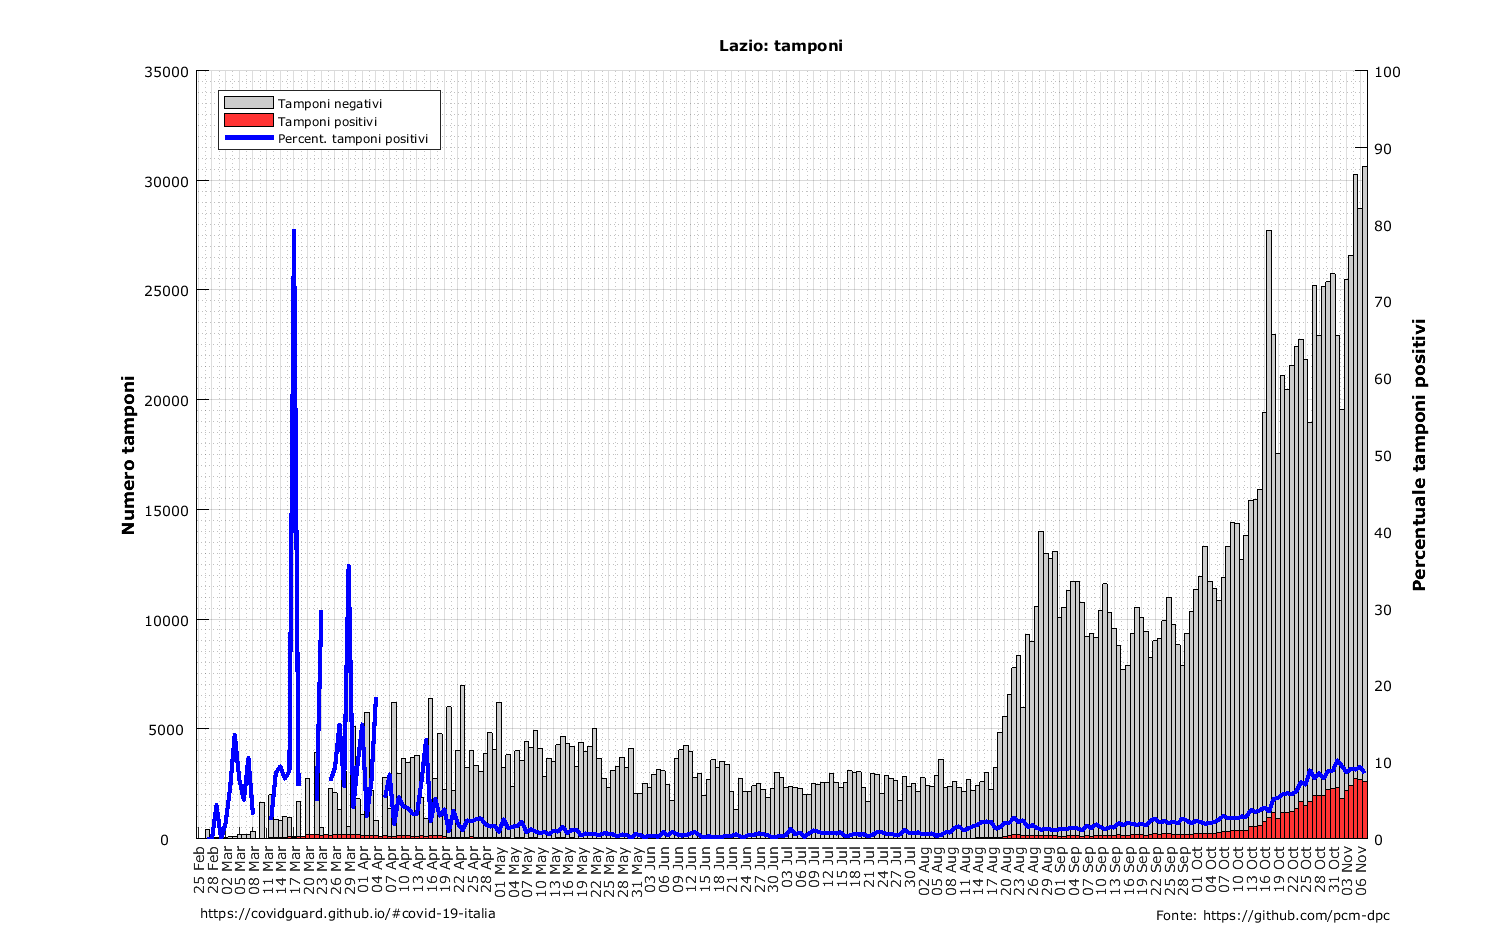 Lazio: tamponi
Tamponi negativi
Tamponi positivi
Percent. tamponi positivi
Numero tamponi
35000
30000
25000
20000
15000
10000
5000
0
Percentuale tamponi positivi
100
90
80
70
60
50
40
30
20
10
0
25 Feb
28 Feb
02 Mar
05 Mar
08 Mar
11 Mar
14 Mar
17 Mar
20 Mar
23 Mar
26 Mar
29 Mar
01 Apr
04 Apr
07 Apr
10 Apr
13 Apr
16 Apr
19 Apr
22 Apr
25 Apr
28 Apr
01 May
04 May
07 May
10 May
13 May
16 May
19 May
22 May
25 May
28 May
31 May
03 Jun
06 Jun
09 Jun
12 Jun
15 Jun
18 Jun
21 Jun
24 Jun
27 Jun
30 Jun
03 Jul
06 Jul
09 Jul
12 Jul
15 Jul
18 Jul
21 Jul
24 Jul
27 Jul
30 Jul
02 Aug
05 Aug
08 Aug
11 Aug
14 Aug
17 Aug
20 Aug
23 Aug
26 Aug
29 Aug
01 Sep
04 Sep
07 Sep
10 Sep
13 Sep
16 Sep
19 Sep
22 Sep
25 Sep
28 Sep
01 Oct
04 Oct
07 Oct
10 Oct
13 Oct
16 Oct
19 Oct
22 Oct
25 Oct
28 Oct
31 Oct
03 Nov
06 Nov
https://covidguard.github.io/#covid-19-italia
Fonte: https://github.com/pcm-dpc